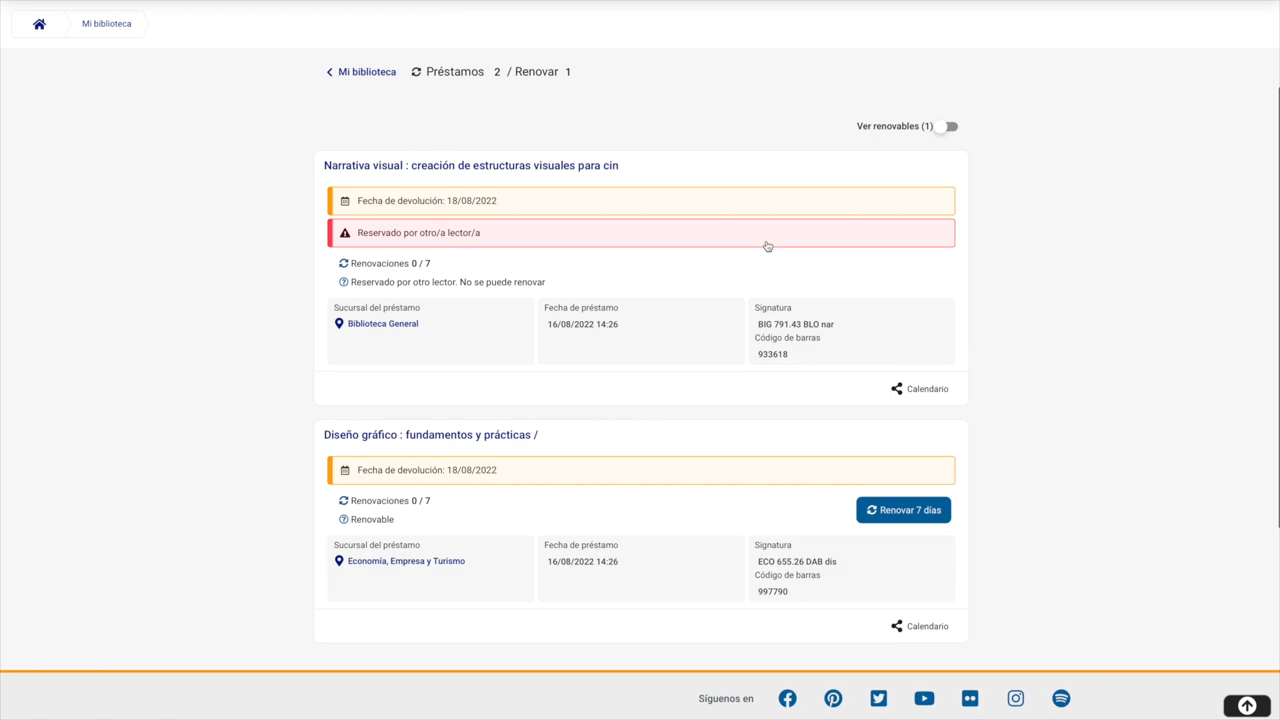 Mi biblioteca
Mi biblioteca Préstamos 2 / Renovar 1
Ver renovables (1)
Narrativa visual : creación de estructuras visuales para cin
Fecha de devolución: 18/08/2022
Reservado por otro/a lector/a
Renovaciones 0 / 7
Reservado por otro lector. No se puede renovar
Sucursal del préstamo
Biblioteca General
Fecha de préstamo
16/08/2022 14:26
Signatura
BIG 791.43 BLO nar
Código de barras
933618
Calendario
Diseño gráfico : fundamentos y prácticas /
Fecha de devolución: 18/08/2022
Renovaciones 0 / 7
Renovable
Renovar 7 días
Sucursal del préstamo
Economía, Empresa y Turismo
Fecha de préstamo
16/08/2022 14:26
Signatura
ECO 655.26 DAB dis
Código de barras
997790
Calendario
Síguenos en